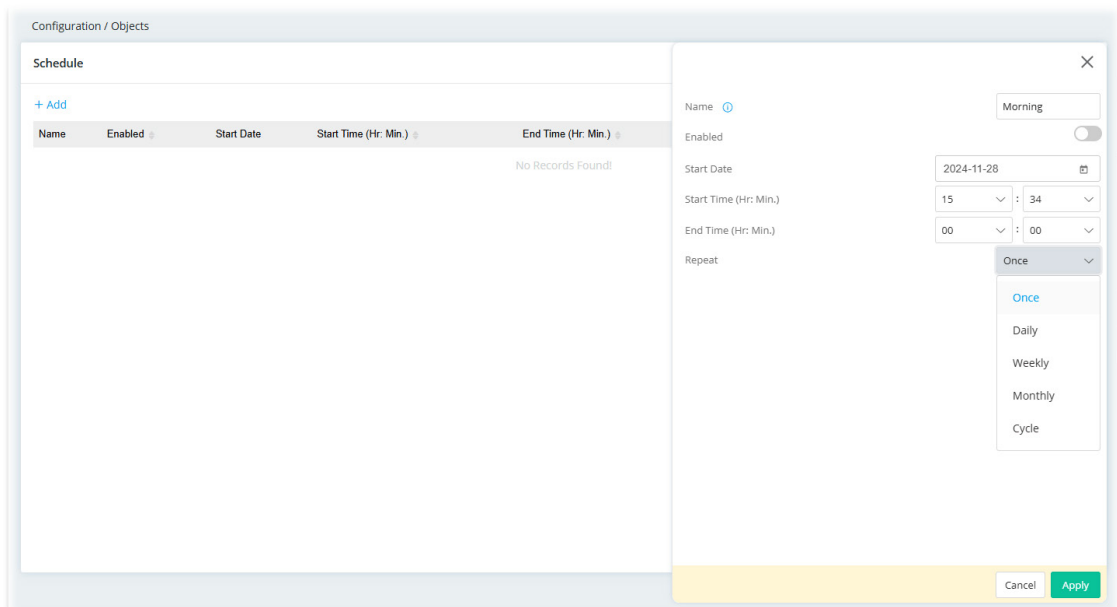 Configuration / Objects
Schedule
+ Add
Name Enabled Start Date Start Time (Hr: Min.) End Time (Hr: Min.)
No Records Found!
Name
Morning
Enabled
Start Date
2024-11-28
Start Time (Hr: Min.)
15 : 34
End Time (Hr: Min.)
00 : 00
Repeat
Once
Once
Daily
Weekly
Monthly
Cycle
Cancel Apply